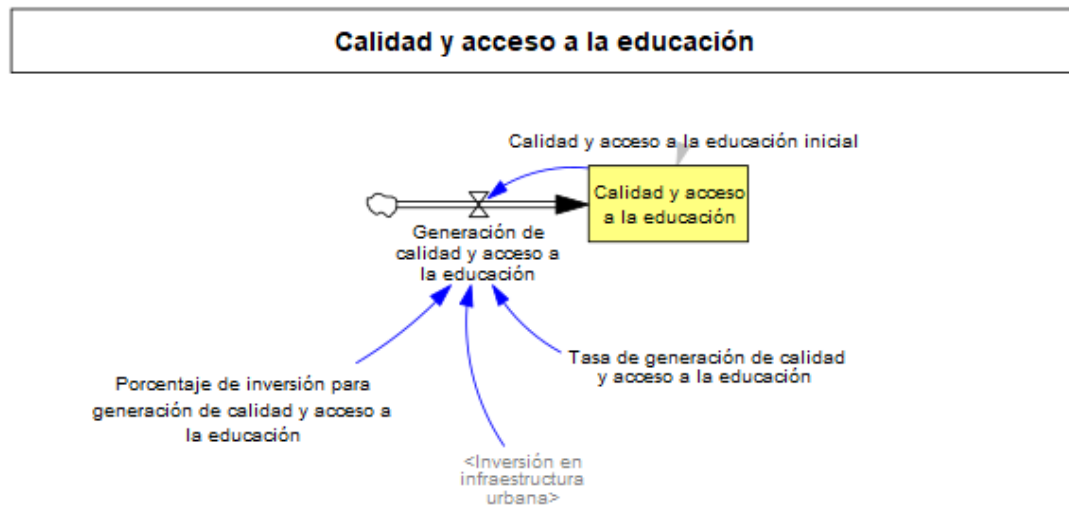 Calidad y acceso a la educación
Calidad y acceso a la educación inicial
Calidad y acceso
a la educación
Generación de
calidad y acceso a
la educación
Tasa de generación de calidad
y acceso a la educación
Porcentaje de inversión para
generación de calidad y acceso a
la educación
<Inversión en
infraestructura
urbana>